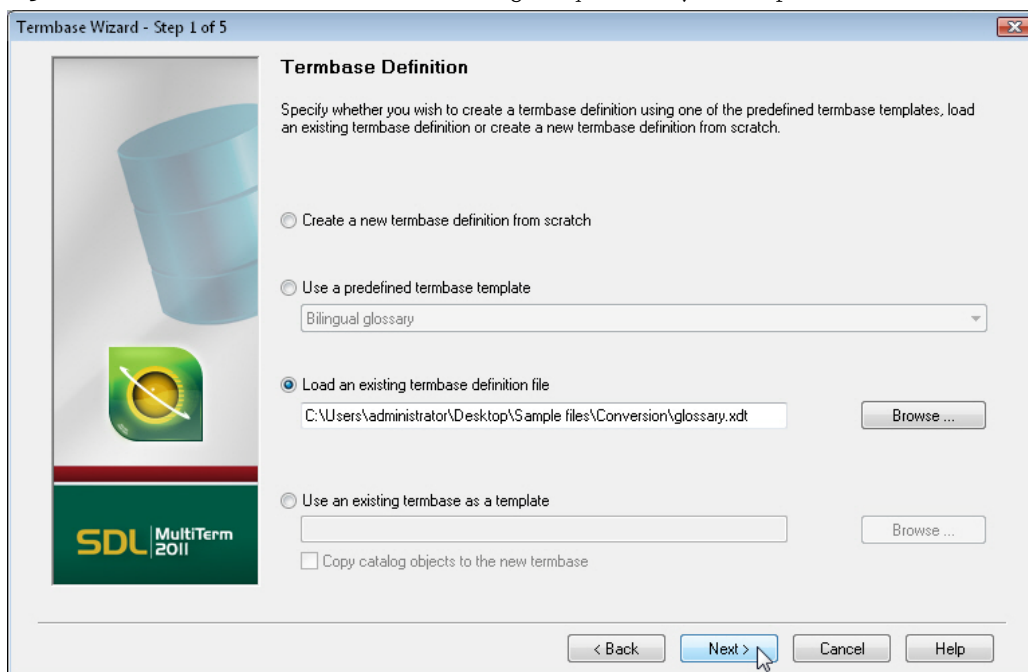 Termbase Wizard - Step 1 of 5
Termbase Definition
Specify whether you wish to create a termbase definition using one of the predefined termbase templates, load
an existing termbase definition or create a new termbase definition from scratch.
Create a new termbase definition from scratch
Use a predefined termbase template
Bilingual glossary
Load an existing termbase definition file
C:\Users\administrator\Desktop\Sample files\Conversion\glossary.xdt
Browse ...
Use an existing termbase as a template
Browse ...
Copy catalog objects to the new termbase
SDL MultiTerm
2011
< Back
Next >
Cancel
Help